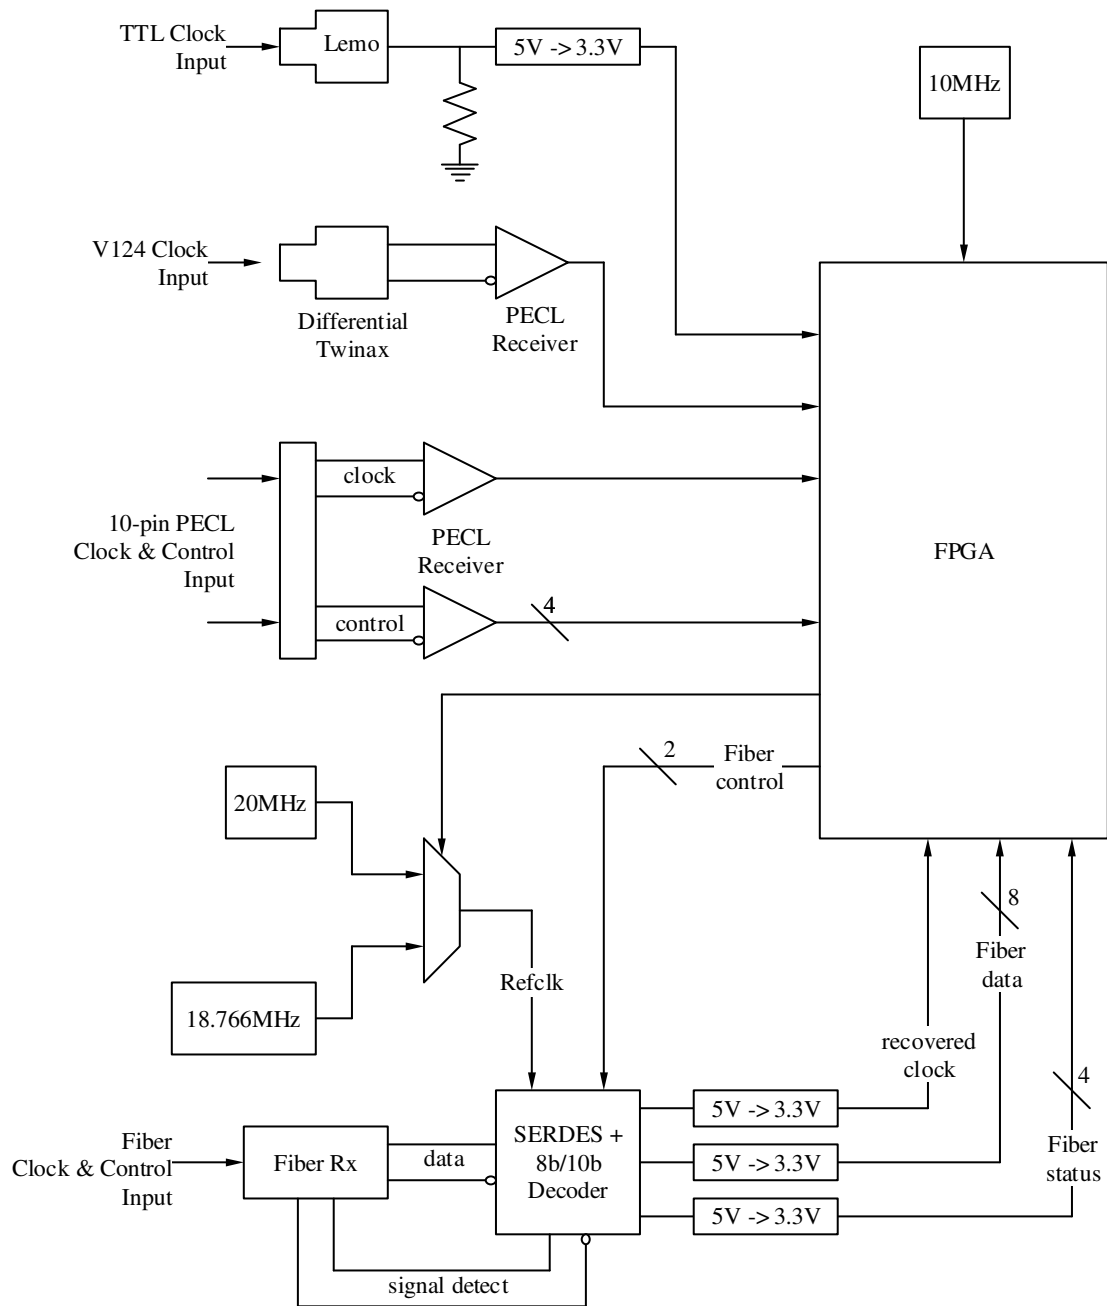 TTL Clock
Input
Lemo
5V -> 3.3V
10MHz
V124 Clock
Input
Differential
Twinax
PECL
Receiver
clock
10-pin PECL
Clock & Control
Input
PECL
Receiver
control
4
FPGA
2
Fiber
control
20MHz
18.766MHz
Refclk
8
Fiber
data
recovered
clock
4
Fiber
status
Fiber
Clock & Control
Input
Fiber Rx
data
SERDES +
8b/10b
Decoder
5V -> 3.3V
5V -> 3.3V
5V -> 3.3V
signal detect